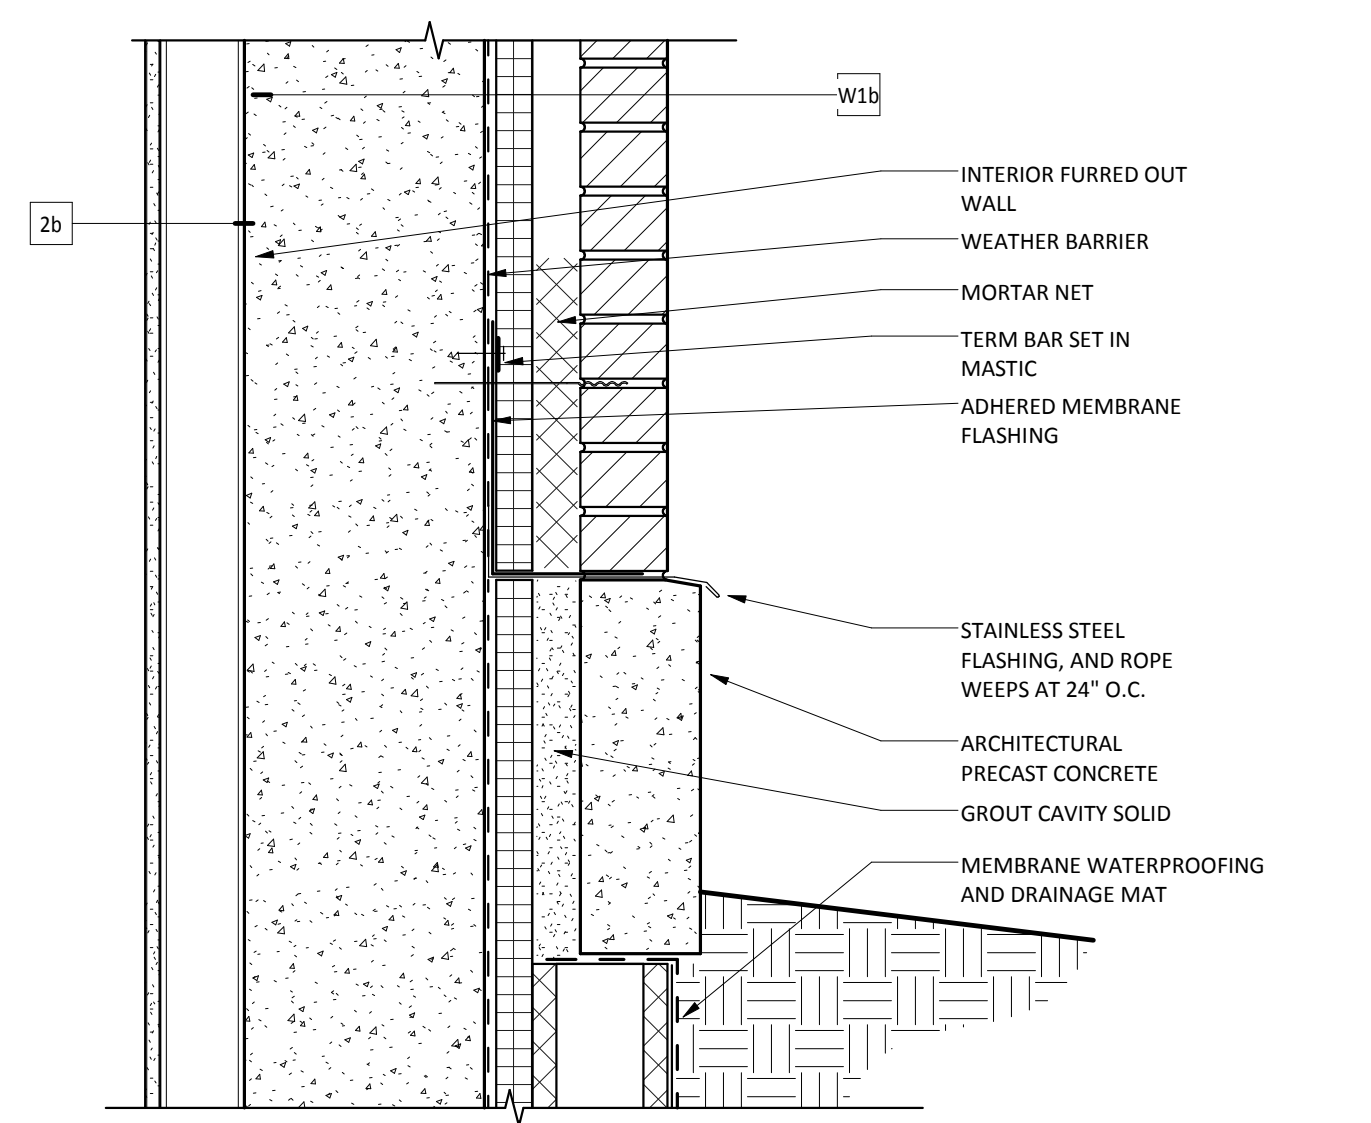 W1b
INTERIOR FURRED OUT
WALL
2b
WEATHER BARRIER
MORTAR NET
TERM BAR SET IN
MASTIC
ADHERED MEMBRANE
FLASHING
STAINLESS STEEL
FLASHING, AND ROPE
WEEPS AT 24" O.C.
ARCHITECTURAL
PRECAST CONCRETE
GROUT CAVITY SOLID
MEMBRANE WATERPROOFING
AND DRAINAGE MAT